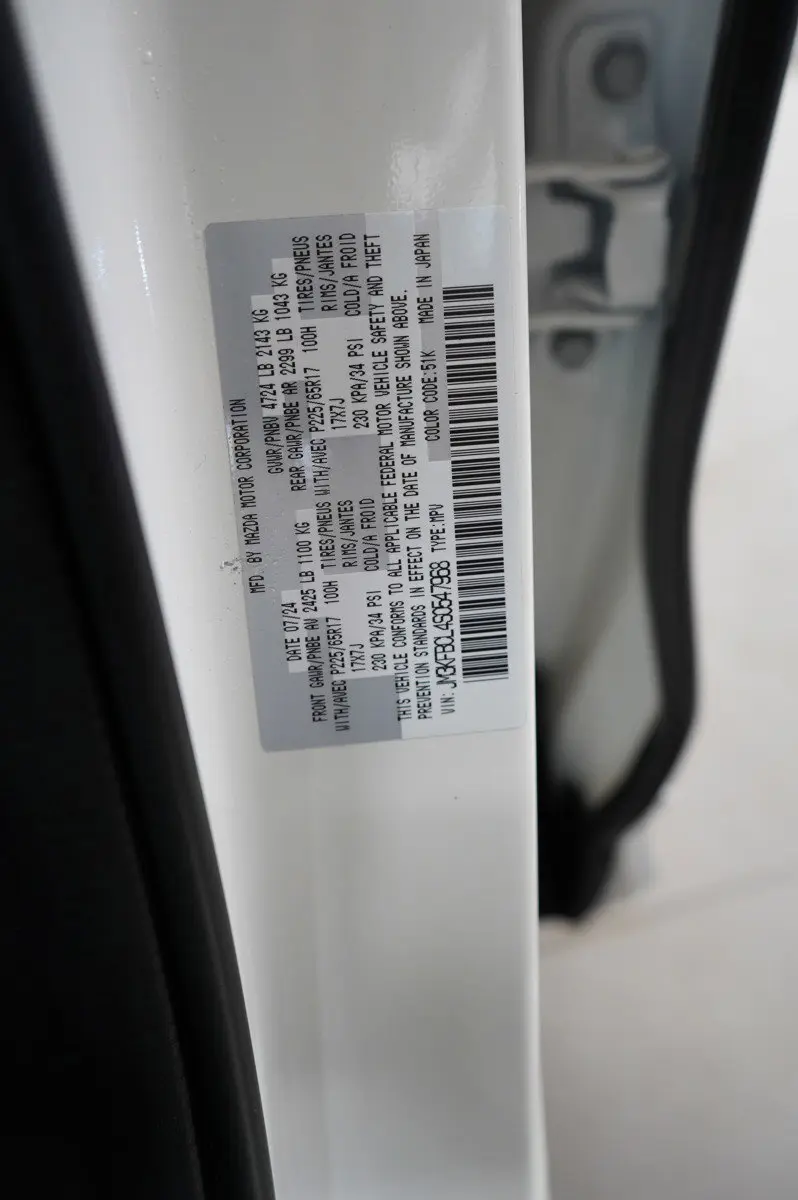 MFD. BY MAZDA MOTOR CORPORATION
DATE 07/24 GVWR/PNBV 4724 LB 2143 KG
FRONT GAWR/PNBE AV 2425 LB 1100 KG REAR GAWR/PNBE AR 2299 LB 1043 KG
WITH/AVEC P225/65R17 100H TIRES/PNEUS WITH/AVEC P225/65R17 100H TIRES/PNEUS
17X7J RIMS/JANTES 17X7J RIMS/JANTES
230 KPA/34 PSI COLD/A FROID 230 KPA/34 PSI COLD/A FROID
THIS VEHICLE CONFORMS TO ALL APPLICABLE FEDERAL MOTOR VEHICLE SAFETY AND THEFT
PREVENTION STANDARDS IN EFFECT ON THE DATE OF MANUFACTURE SHOWN ABOVE.
VIN: JM3KFBCL4S0547968 TYPE:MPV COLOR CODE:51K MADE IN JAPAN